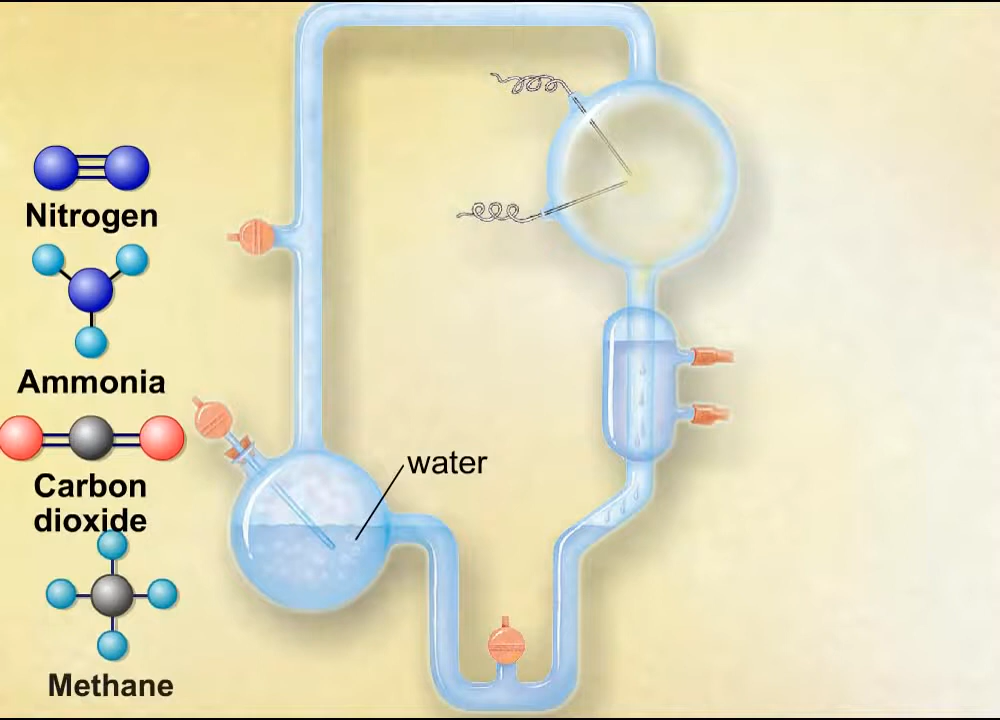 Nitrogen
Ammonia
Carbon
dioxide
water
Methane